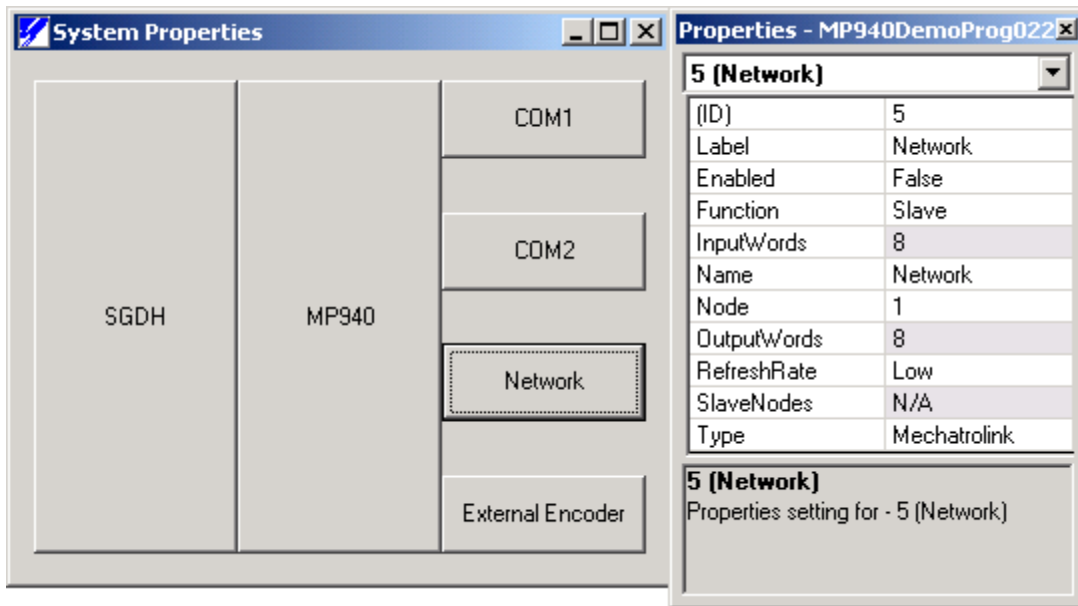 System Properties
SGDH
MP940
COM1
COM2
Network
External Encoder
Properties - MP940DemoProg022
5 (Network)
(ID) 5
Label Network
Enabled False
Function Slave
InputWords 8
Name Network
Node 1
OutputWords 8
RefreshRate Low
SlaveNodes N/A
Type Mechatrolink
5 (Network)
Properties setting for - 5 (Network)